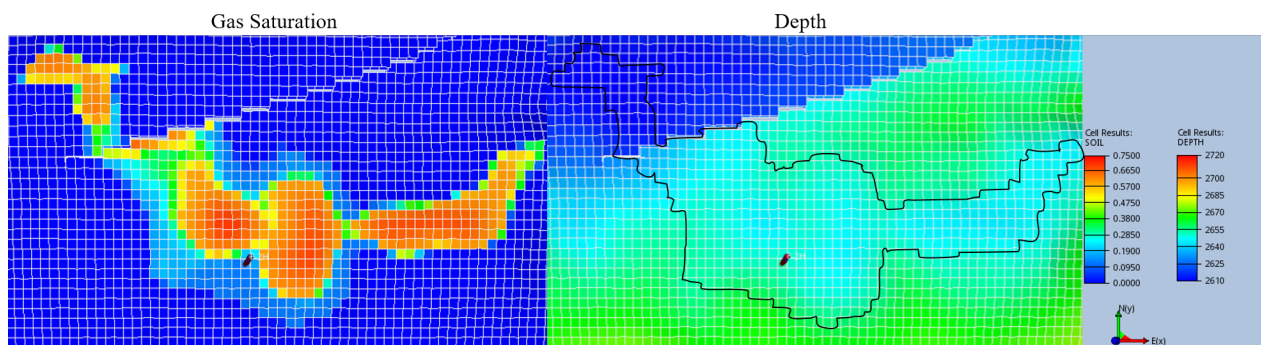 Gas Saturation
Depth
Cell Results:
SOIL
0.7500
0.6650
0.5700
0.4750
0.3800
0.2850
0.1900
0.0950
0.0000
Cell Results:
DEPTH
2720
2700
2685
2670
2655
2640
2625
2610
N(y)
E(x)